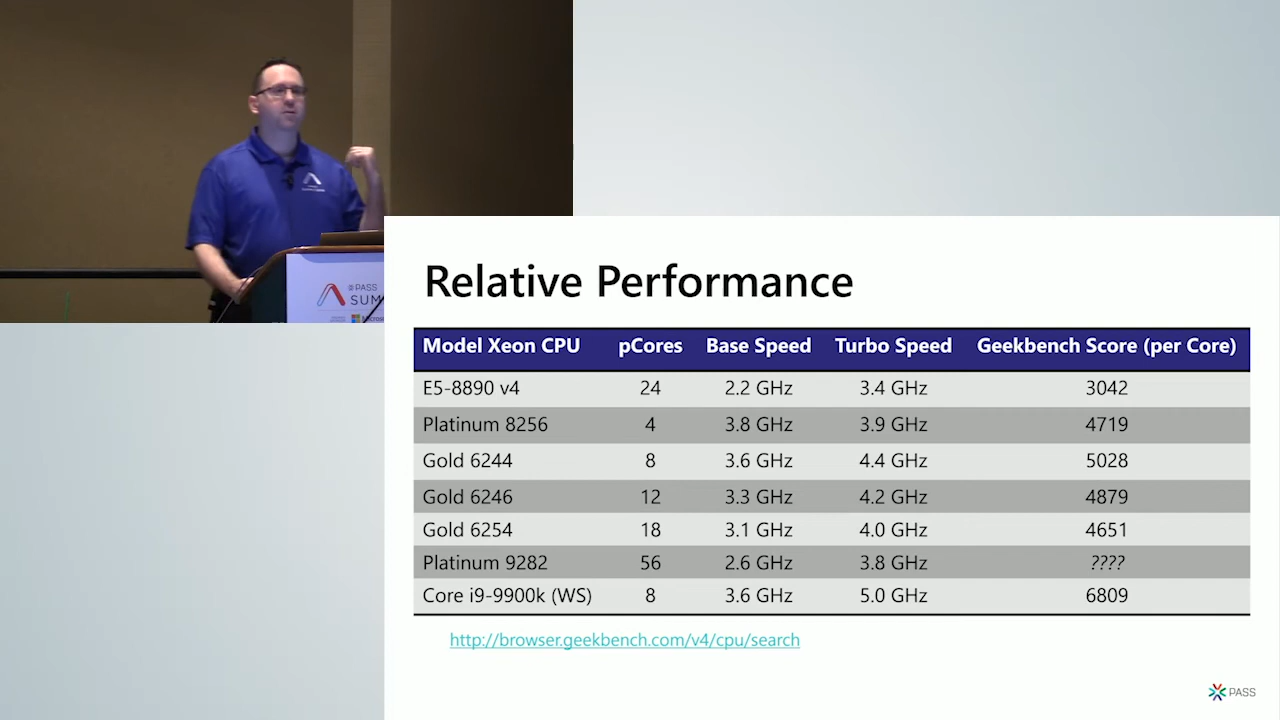 PASS
SUM
Relative Performance
Model Xeon CPU pCores Base Speed Turbo Speed Geekbench Score (per Core)
E5-8890 v4 24 2.2 GHz 3.4 GHz 3042
Platinum 8256 4 3.8 GHz 3.9 GHz 4719
Gold 6244 8 3.6 GHz 4.4 GHz 5028
Gold 6246 12 3.3 GHz 4.2 GHz 4879
Gold 6254 18 3.1 GHz 4.0 GHz 4651
Platinum 9282 56 2.6 GHz 3.8 GHz ????
Core i9-9900k (WS) 8 3.6 GHz 5.0 GHz 6809
http://browser.geekbench.com/v4/cpu/search
PASS